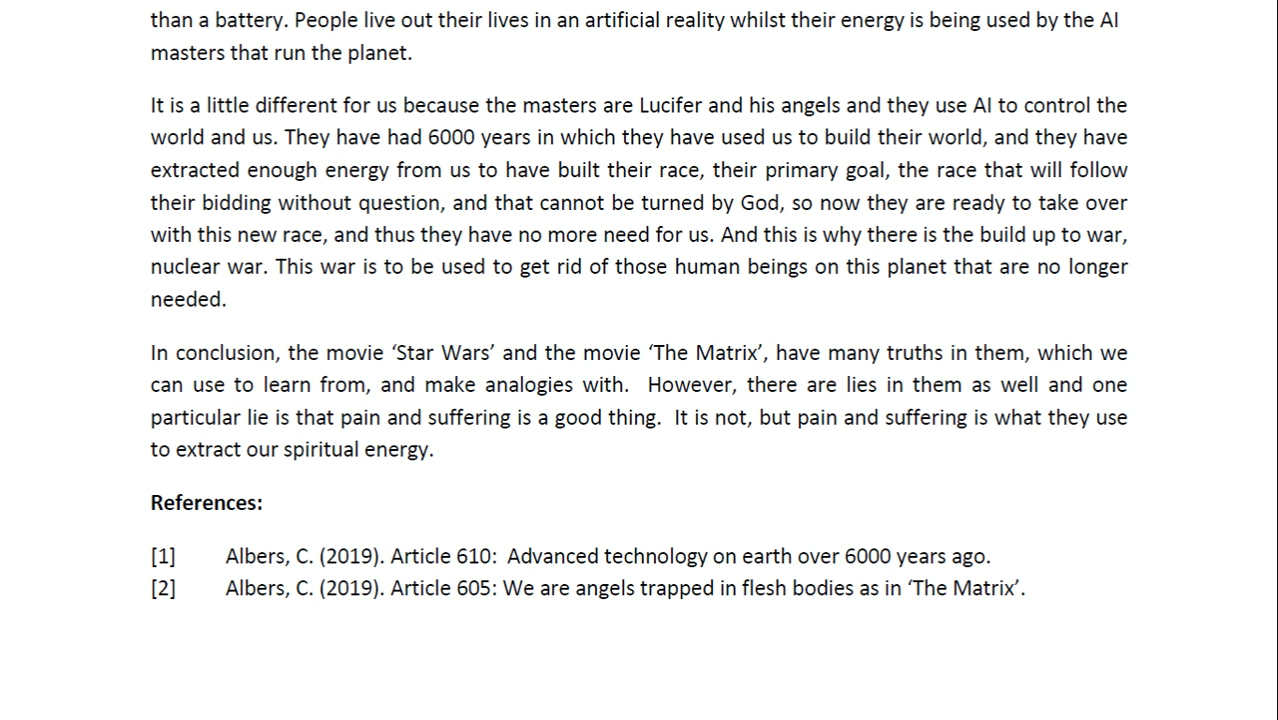 than a battery. People live out their lives in an artificial reality whilst their energy is being used by the AI
masters that run the planet.
It is a little different for us because the masters are Lucifer and his angels and they use AI to control the
world and us. They have had 6000 years in which they have used us to build their world, and they have
extracted enough energy from us to have built their race, their primary goal, the race that will follow
their bidding without question, and that cannot be turned by God, so now they are ready to take over
with this new race, and thus they have no more need for us. And this is why there is the build up to war,
nuclear war. This war is to be used to get rid of those human beings on this planet that are no longer
needed.
In conclusion, the movie ‘Star Wars’ and the movie ‘The Matrix’, have many truths in them, which we
can use to learn from, and make analogies with.  However, there are lies in them as well and one
particular lie is that pain and suffering is a good thing.  It is not, but pain and suffering is what they use
to extract our spiritual energy.
References:
[1] Albers, C. (2019). Article 610:  Advanced technology on earth over 6000 years ago.
[2] Albers, C. (2019). Article 605: We are angels trapped in flesh bodies as in ‘The Matrix’.